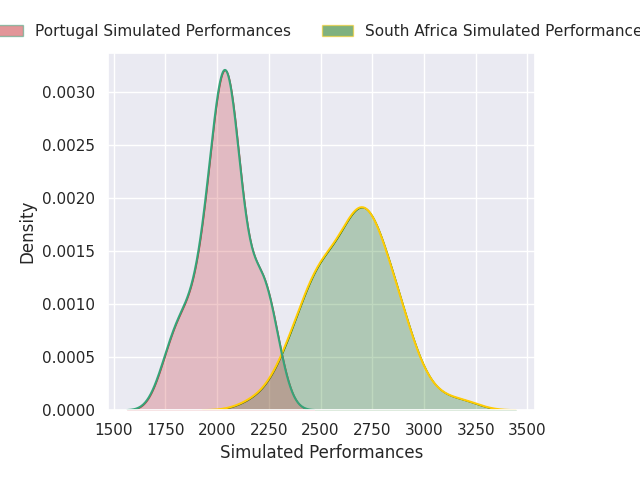 Portugal Simulated Performances South Africa Simulated Performance
0.0030
0.0025
0.0020
0.0015
0.0010
0.0005
0.0000
Density
1500 1750 2000 2250 2500 2750 3000 3250 3500
Simulated Performances